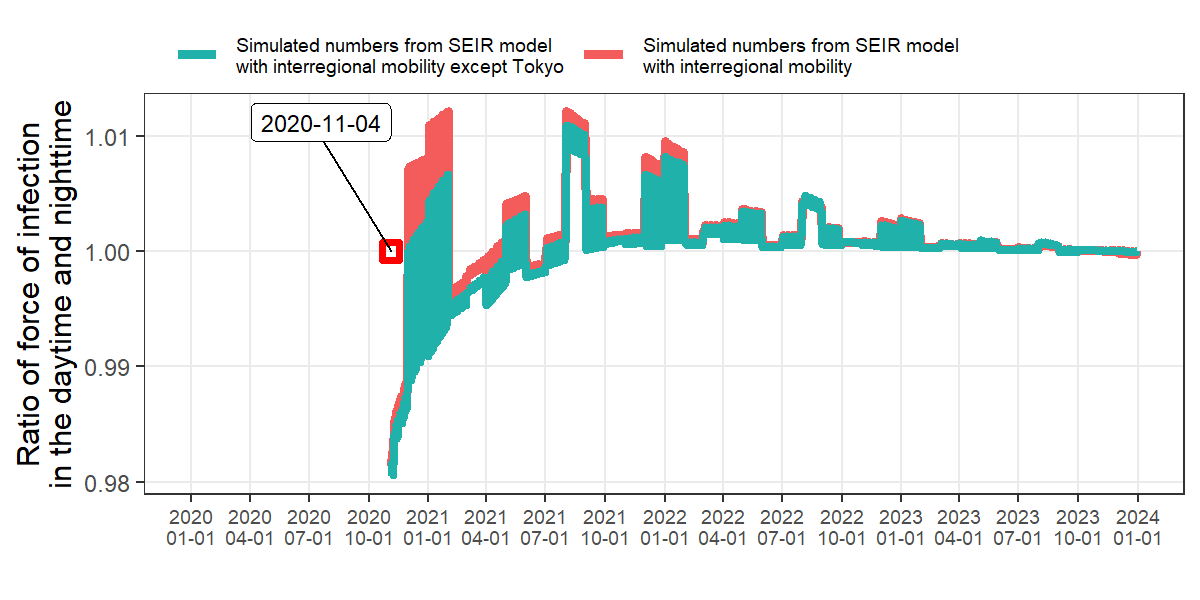 Simulated numbers from SEIR model
with interregional mobility except Tokyo
Simulated numbers from SEIR model
with interregional mobility
2020-11-04
Ratio of force of infection
in the daytime and nighttime
1.01
1.00
0.99
0.98
2020 2020 2020 2020 2021 2021 2021 2021 2022 2022 2022 2022 2023 2023 2023 2023 2024
01-01 04-01 07-01 10-01 01-01 04-01 07-01 10-01 01-01 04-01 07-01 10-01 01-01 04-01 07-01 10-01 01-01